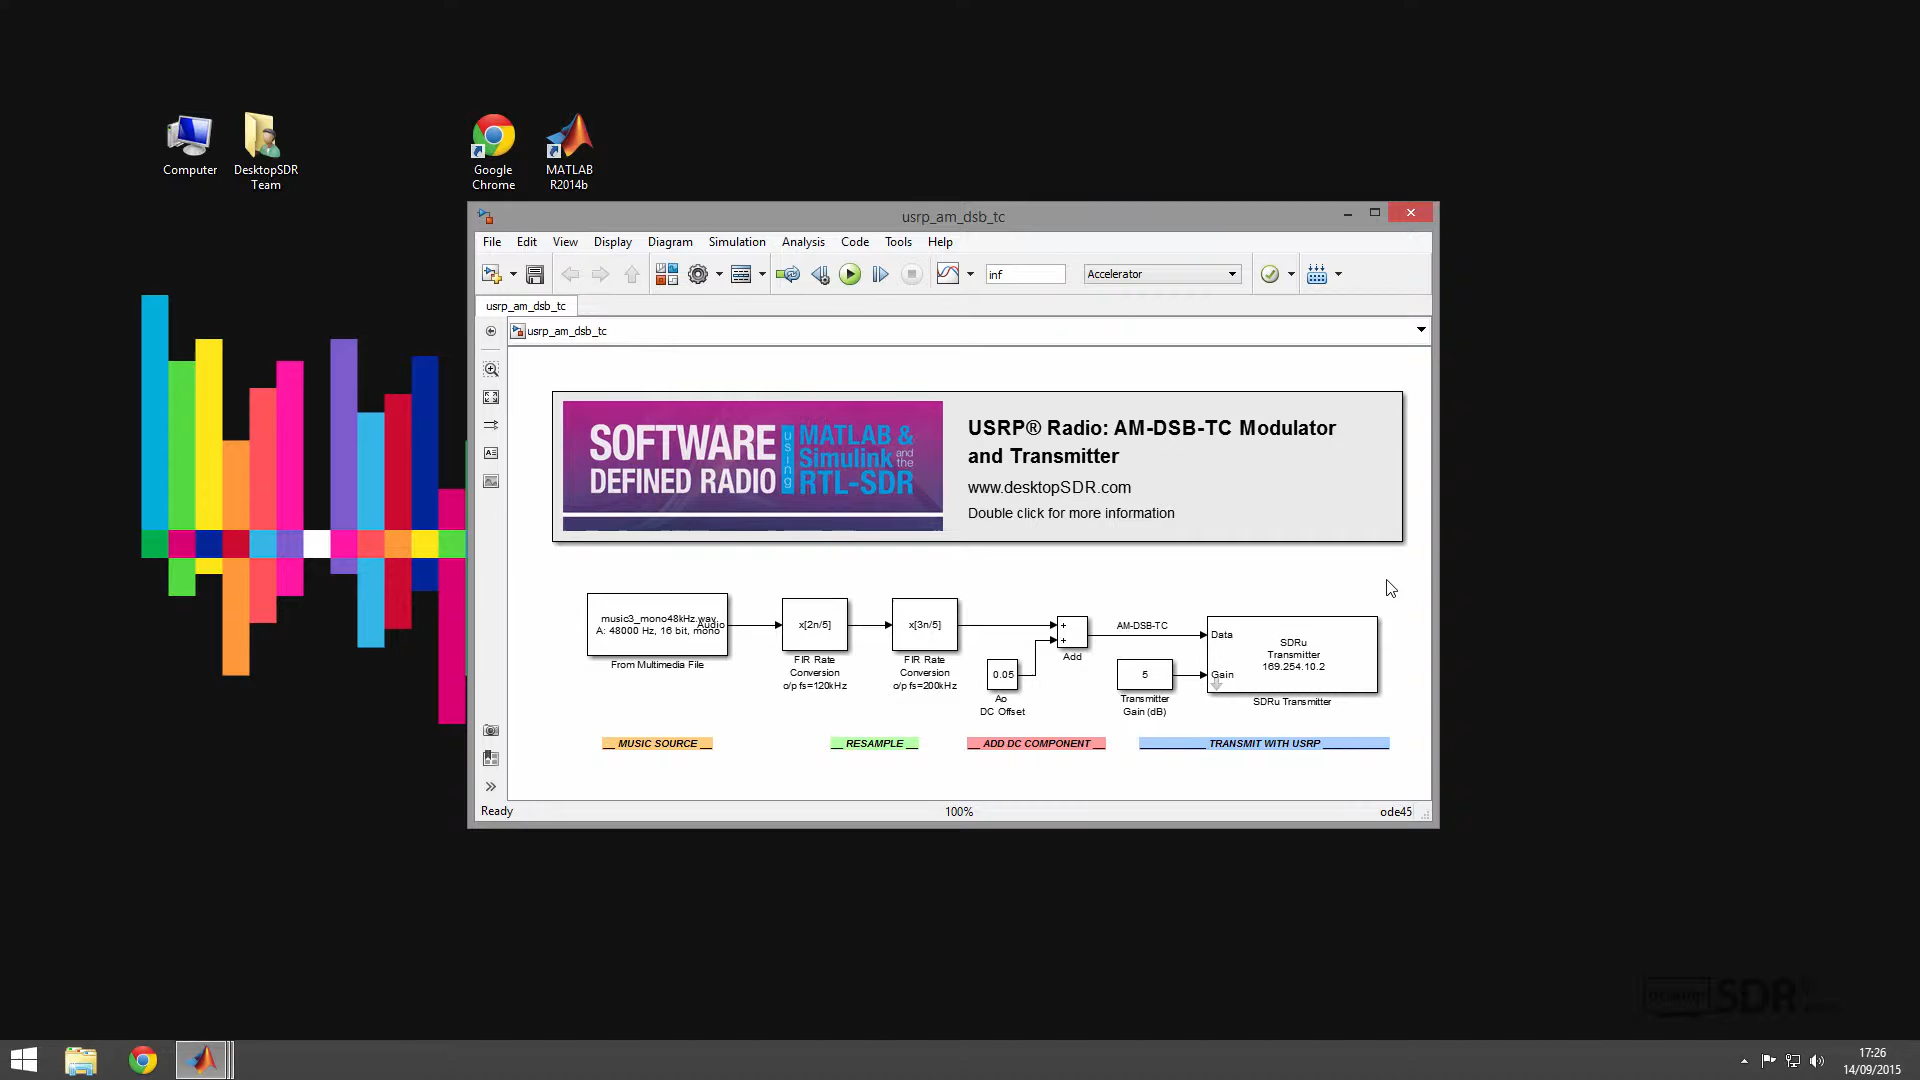 Computer
DesktopSDR
Team
Google
Chrome
MATLAB
R2014b
usrp_am_dsb_tc
File Edit View Display Diagram Simulation Analysis Code Tools Help
inf
Accelerator
usrp_am_dsb_tc
usrp_am_dsb_tc
SOFTWARE
DEFINED RADIO
using
MATLAB &
Simulink and the
RTL-SDR
USRP® Radio: AM-DSB-TC Modulator
and Transmitter
www.desktopSDR.com
Double click for more information
music3_mono48kHz.wav
A: 48000 Hz, 16 bit, mono
Audio
From Multimedia File
x[2n/5]
FIR Rate
Conversion
o/p fs=120kHz
x[3n/5]
FIR Rate
Conversion
o/p fs=200kHz
0.05
Ao
DC Offset
+
+
Add
AM-DSB-TC
5
Transmitter
Gain (dB)
Data
Gain
SDRu
Transmitter
169.254.10.2
SDRu Transmitter
MUSIC SOURCE
RESAMPLE
ADD DC COMPONENT
TRANSMIT WITH USRP
Ready
100%
ode45
SDR
17:26
14/09/2015